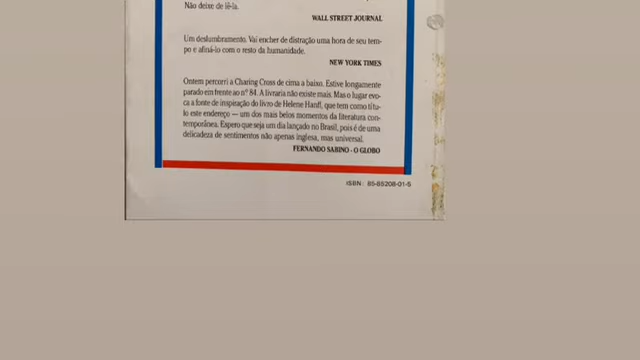 Não deixe de lê-la.
WALL STREET JOURNAL
Um deslumbramento. Vai encher de distração uma hora de seu tem-
po e afiná-lo com o resto da humanidade.
NEW YORK TIMES
Ontem percorri a Charing Cross de cima a baixo. Estive longamente
parado em frente ao nº 84. A livraria não existe mais. Mas o lugar evo-
ca a fonte de inspiração do livro de Helene Hanff, que tem como títu-
lo este endereço — um dos mais belos momentos da literatura con-
temporânea. Espero que seja um dia lançado no Brasil, pois é de uma
delicadeza de sentimentos não apenas inglesa, mas universal.
FERNANDO SABINO - O GLOBO
ISBN 85-85208-01-5